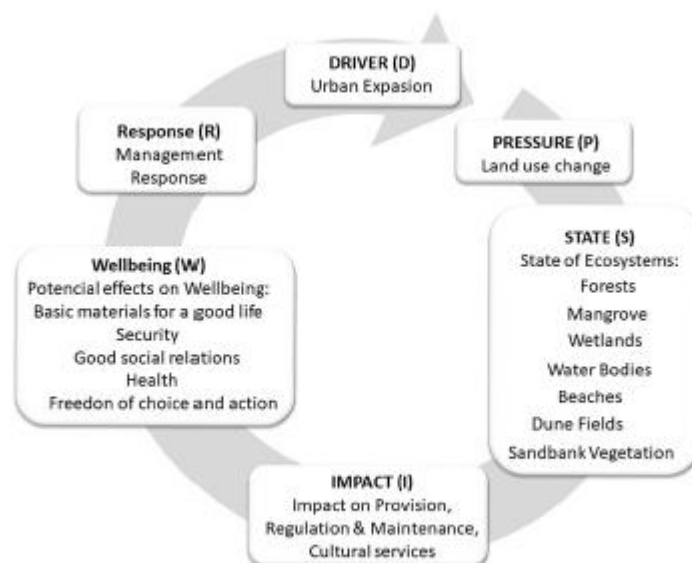 DRIVER (D)
Urban Expasion
PRESSURE (P)
Land use change
STATE (S)
State of Ecosystems:
Forests
Mangrove
Wetlands
Water Bodies
Beaches
Dune Fields
Sandbank Vegetation
IMPACT (I)
Impact on Provision,
Regulation & Maintenance,
Cultural services
Wellbeing (W)
Potencial effects on Wellbeing:
Basic materials for a good life
Security
Good social relations
Health
Freedon of choice and action
Response (R)
Management
Response